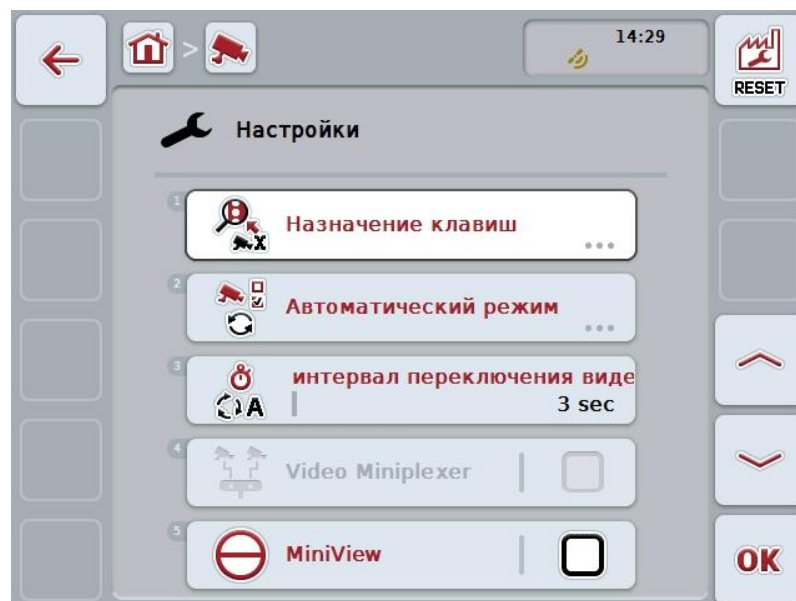 14:29
RESET
Настройки
1
Назначение клавиш
2
Автоматический режим
3
интервал переключения виде
A
3 sec
4
Video Miniplexer
5
MiniView
OK